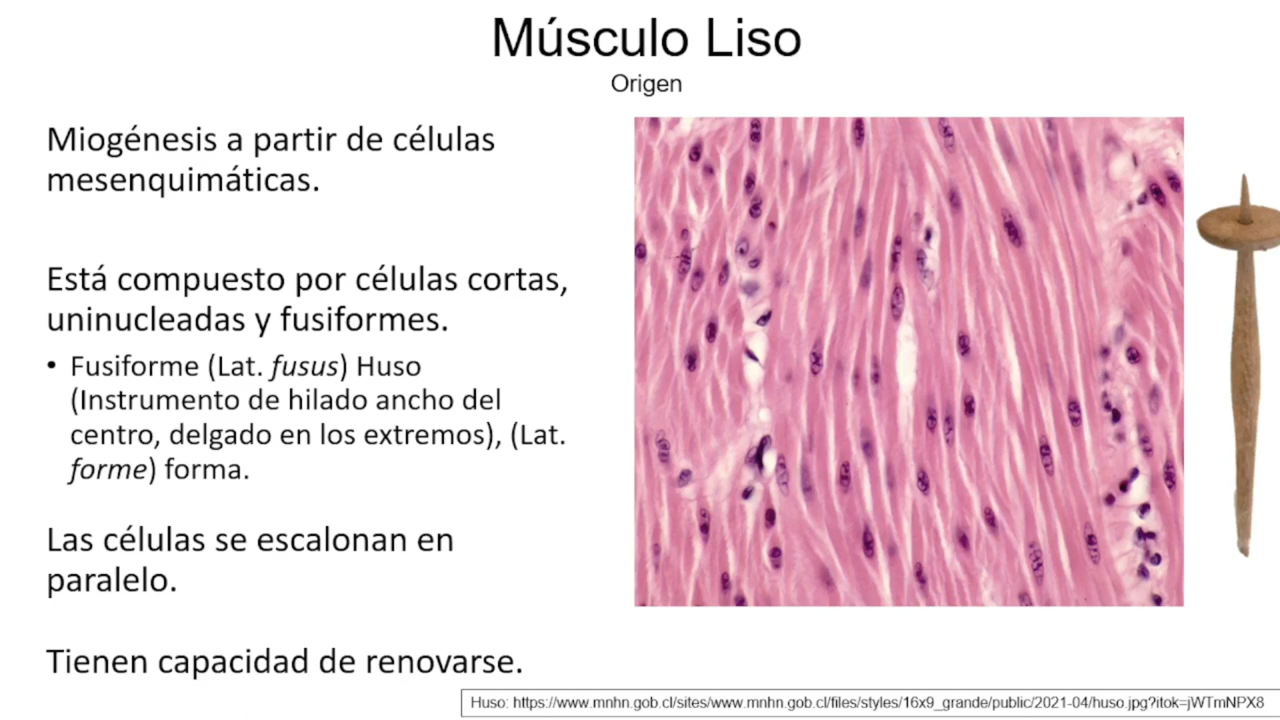 Músculo Liso
Origen
Miogénesis a partir de células
mesenquimáticas.
Está compuesto por células cortas,
uninucleadas y fusiformes.
• Fusiforme (Lat. fusus) Huso
(Instrumento de hilado ancho del
centro, delgado en los extremos), (Lat.
forme) forma.
Las células se escalonan en
paralelo.
Tienen capacidad de renovarse.
Huso: https://www.mnhn.gob.cl/sites/www.mnhn.gob.cl/files/styles/16x9_grande/public/2021-04/huso.jpg?itok=jWTmNPX8